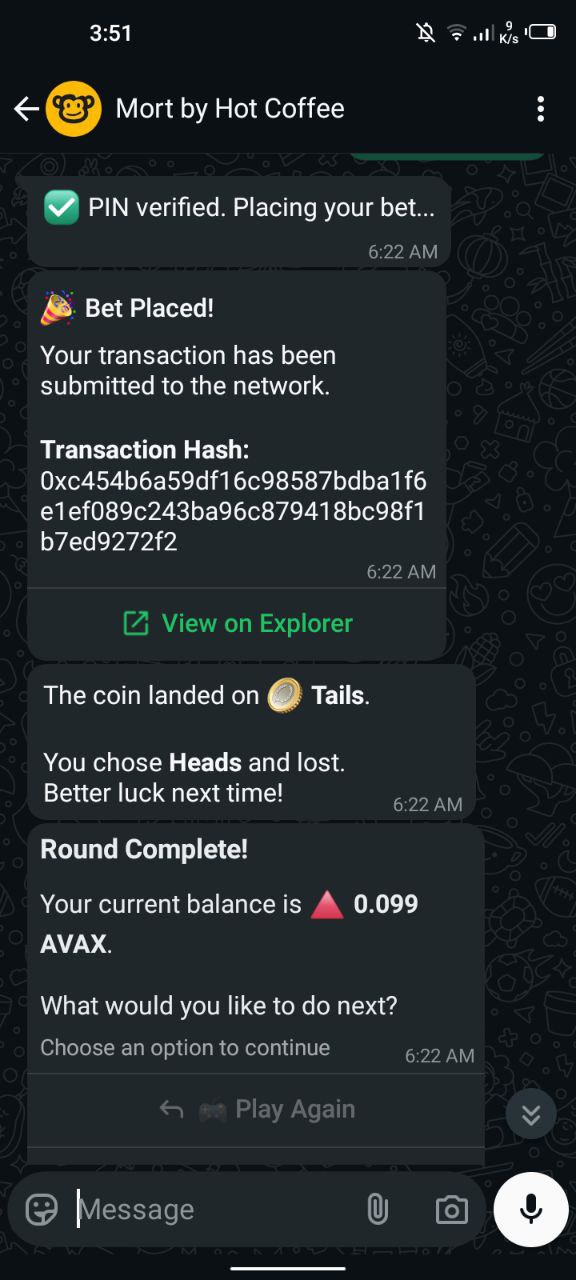 3:51
9
K/s
Mort by Hot Coffee
PIN verified. Placing your bet...
6:22 AM
Bet Placed!
Your transaction has been
submitted to the network.
Transaction Hash:
0xc454b6a59df16c98587bdba1f6
e1ef089c243ba96c879418bc98f1
b7ed9272f2
6:22 AM
View on Explorer
The coin landed on Tails.
You chose Heads and lost.
Better luck next time!
6:22 AM
Round Complete!
Your current balance is 0.099
AVAX.
What would you like to do next?
Choose an option to continue
6:22 AM
Play Again
Message